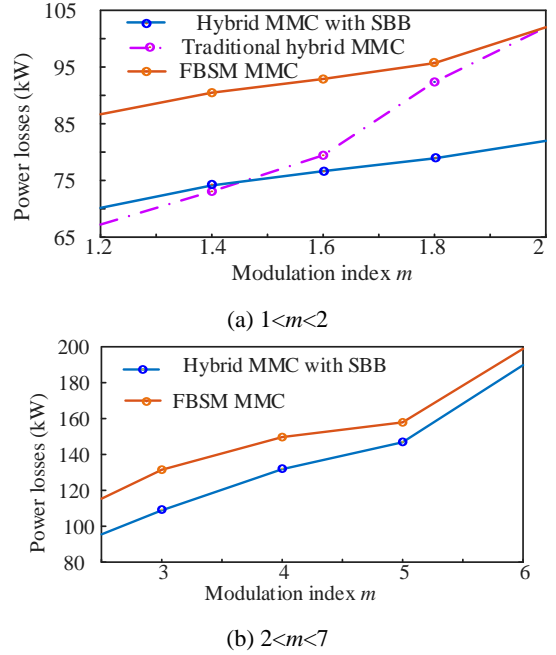 105
Hybrid MMC with SBB
Traditional hybrid MMC
95
FBSM MMC
85
75
65
Power losses (kW)
1.2 1.4 1.6 1.8 2
Modulation index m
(a) 1<m<2
200
Hybrid MMC with SBB
180
FBSM MMC
160
140
120
100
80
Power losses (kW)
3 4 5 6
Modulation index m
(b) 2<m<7